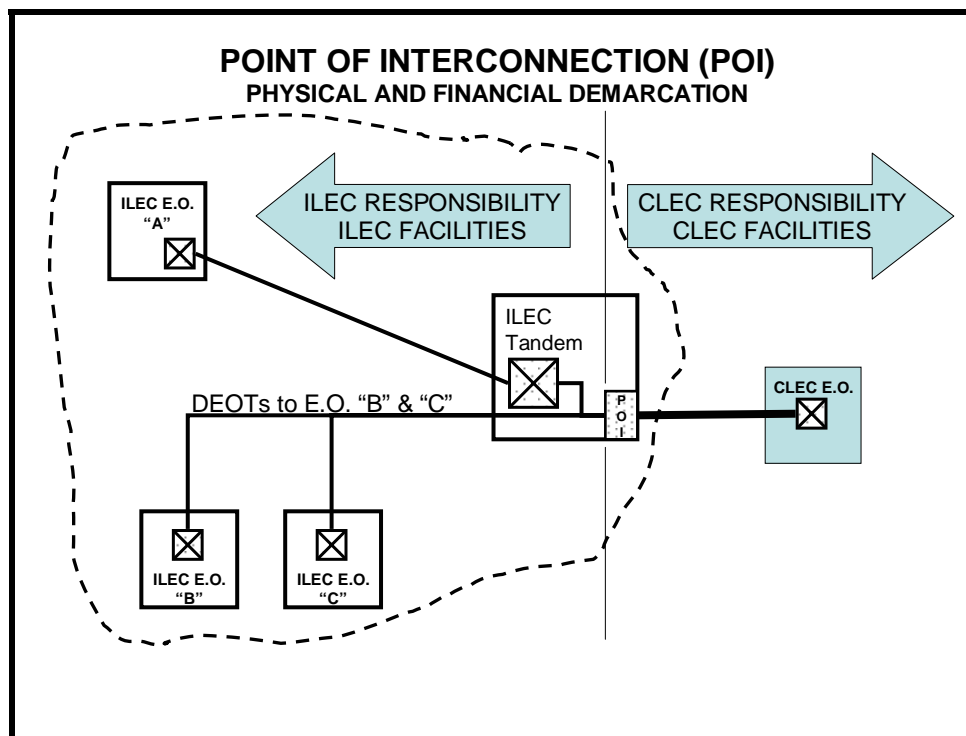 POINT OF INTERCONNECTION (POI)
PHYSICAL AND FINANCIAL DEMARCATION
ILEC E.O.
“A”
ILEC RESPONSIBILITY
ILEC FACILITIES
CLEC RESPONSIBILITY
CLEC FACILITIES
ILEC
Tandem
DEOTs to E.O. “B” & “C”
P
O
I
CLEC E.O.
ILEC E.O.
“B”
ILEC E.O.
“C”